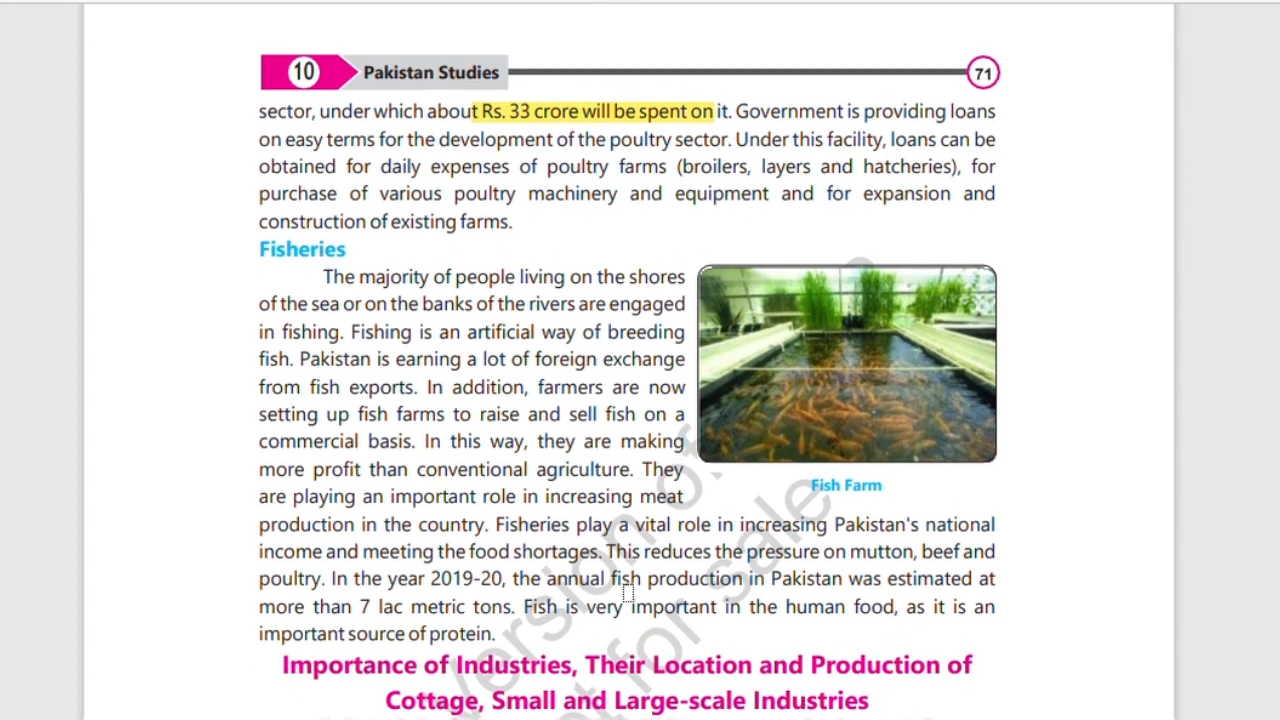 10 Pakistan Studies 71
sector, under which about Rs. 33 crore will be spent on it. Government is providing loans
on easy terms for the development of the poultry sector. Under this facility, loans can be
obtained for daily expenses of poultry farms (broilers, layers and hatcheries), for
purchase of various poultry machinery and equipment and for expansion and
construction of existing farms.
Fisheries
The majority of people living on the shores
of the sea or on the banks of the rivers are engaged
in fishing. Fishing is an artificial way of breeding
fish. Pakistan is earning a lot of foreign exchange
from fish exports. In addition, farmers are now
setting up fish farms to raise and sell fish on a
commercial basis. In this way, they are making
more profit than conventional agriculture. They
are playing an important role in increasing meat
Fish Farm
production in the country. Fisheries play a vital role in increasing Pakistan's national
income and meeting the food shortages. This reduces the pressure on mutton, beef and
poultry. In the year 2019-20, the annual fish production in Pakistan was estimated at
more than 7 lac metric tons. Fish is very important in the human food, as it is an
important source of protein.
Importance of Industries, Their Location and Production of
Cottage, Small and Large-scale Industries
version of
for sale